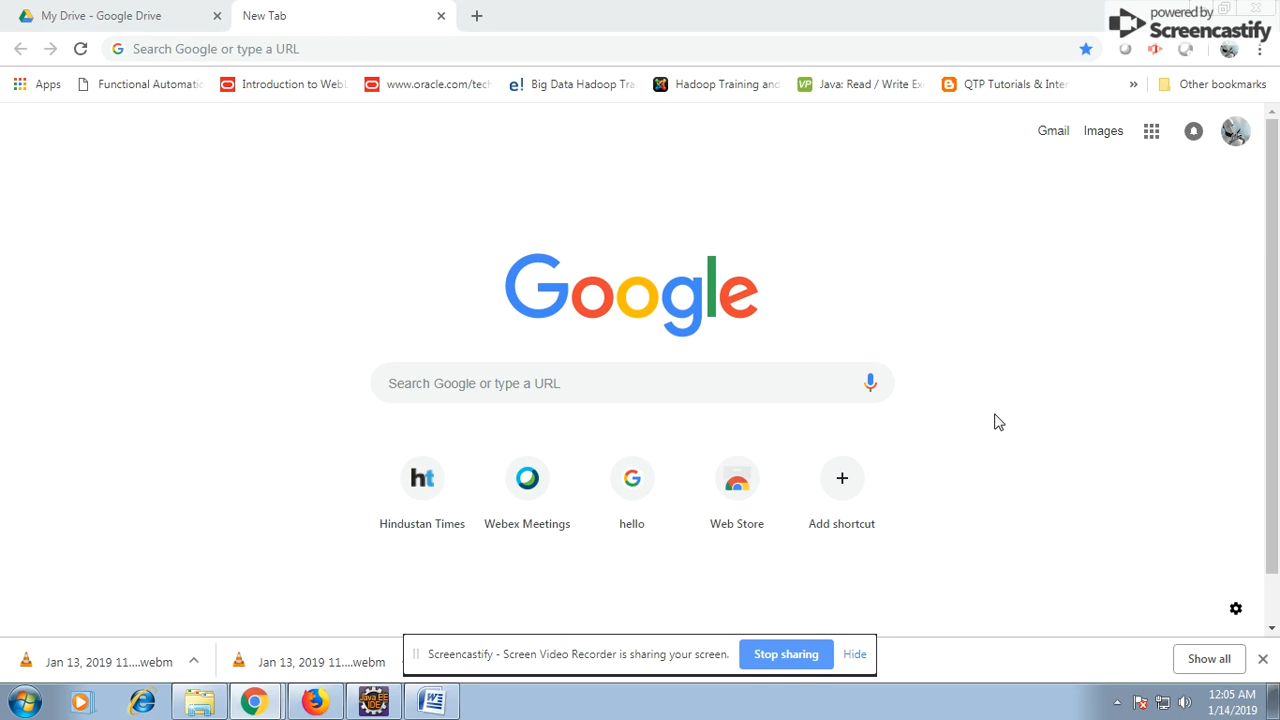 My Drive - Google Drive
New Tab
powered by
Screencastify
Search Google or type a URL
Apps
Functional Automatic
Introduction to WebL
www.oracle.com/tech
Big Data Hadoop Tra
Hadoop Training and
Java: Read / Write Ex
QTP Tutorials & Inter
»
Other bookmarks
Gmail
Images
Google
Search Google or type a URL
Hindustan Times
Webex Meetings
hello
Web Store
Add shortcut
Jan 13, 2019 11....webm
Jan 13, 2019 11....webm
Screencastify - Screen Video Recorder is sharing your screen.
Stop sharing
Hide
Show all
Java EE
IDE
12:05 AM
1/14/2019